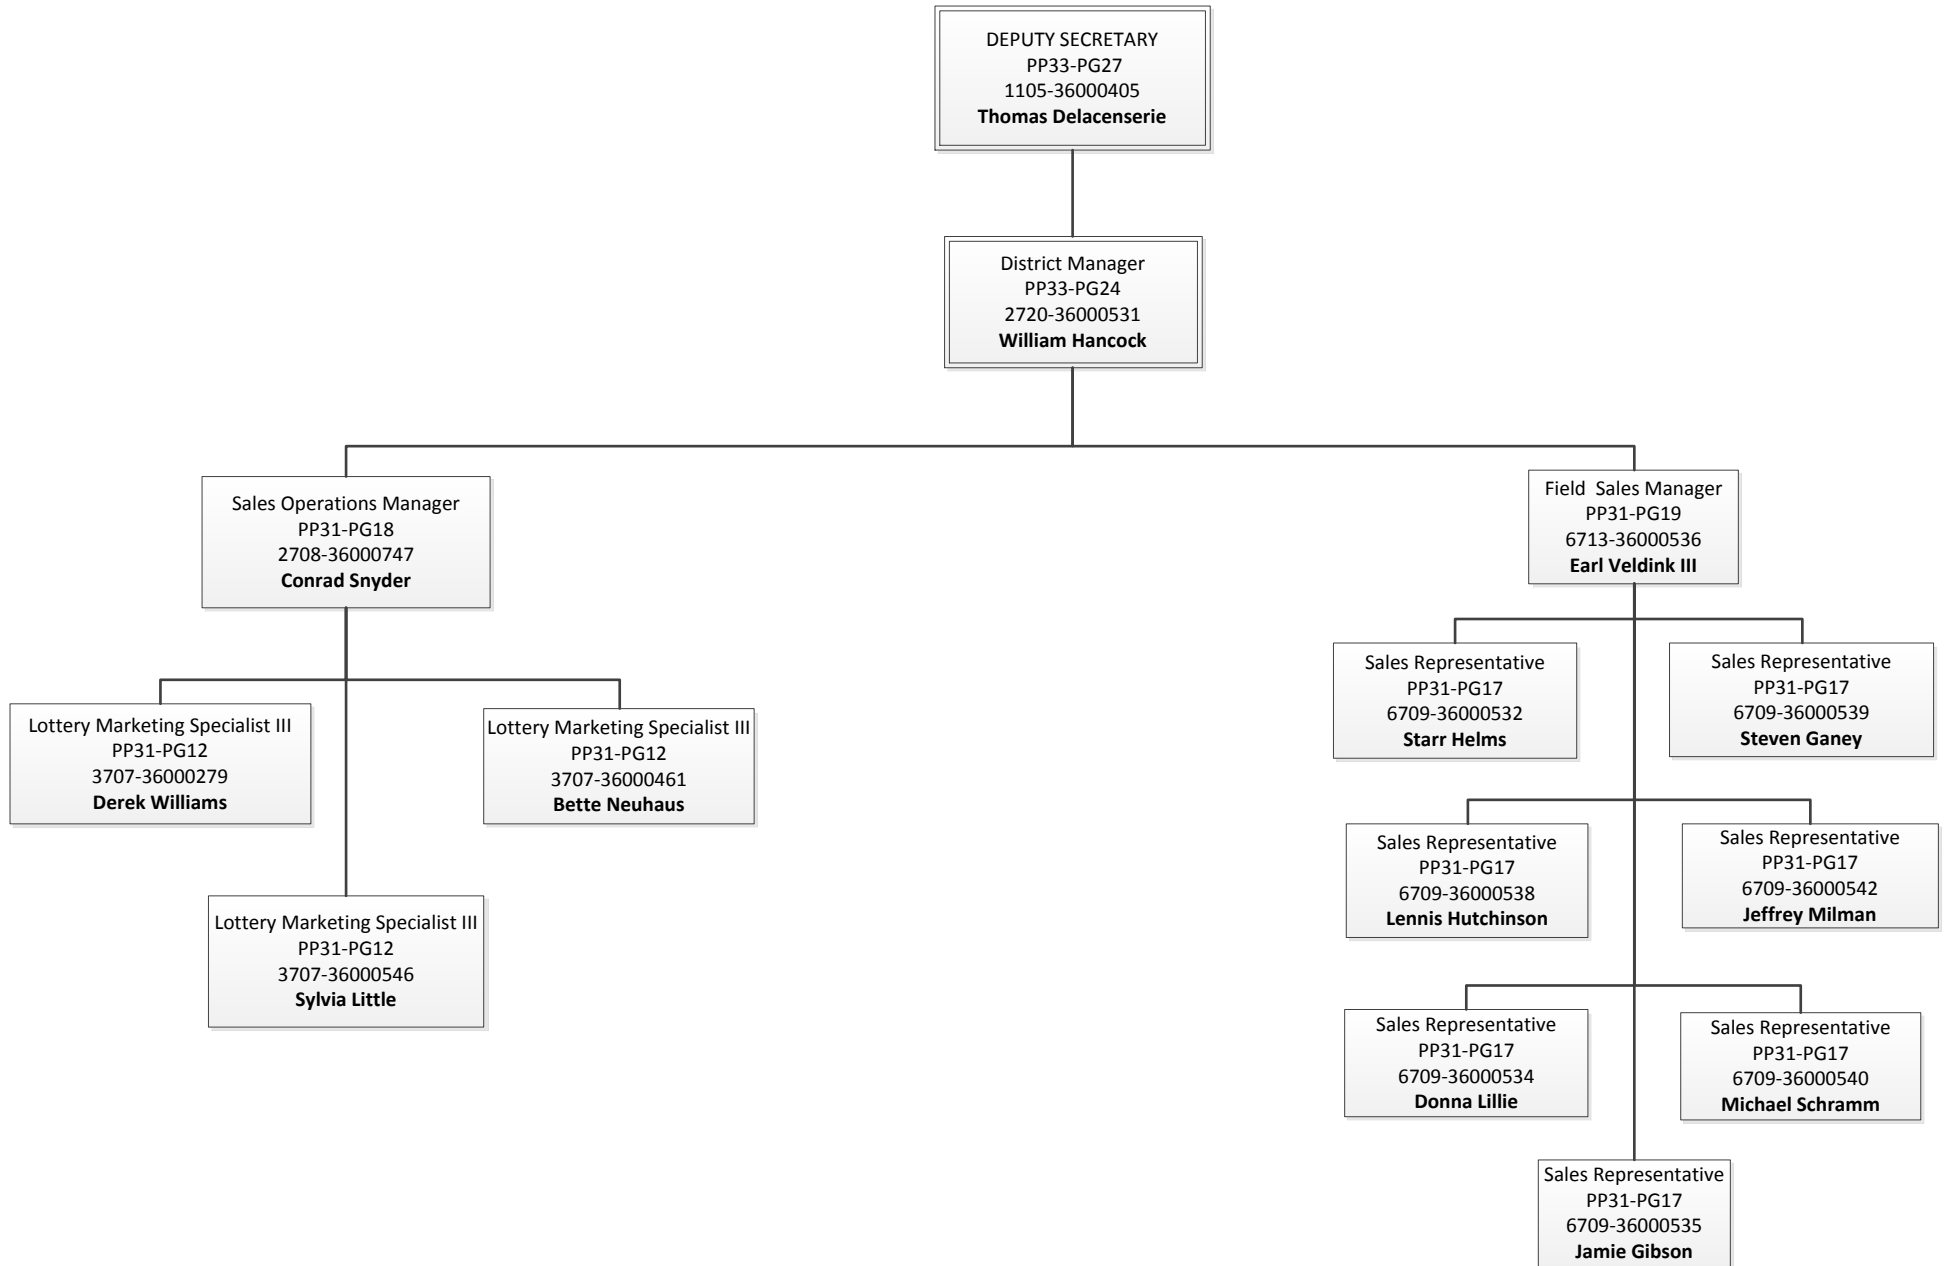 DEPUTY SECRETARY
PP33-PG27
1105-36000405
Thomas Delacenserie
District Manager
PP33-PG24
2720-36000531
William Hancock
Sales Operations Manager
PP31-PG18
2708-36000747
Conrad Snyder
Field  Sales Manager
PP31-PG19
6713-36000536
Earl Veldink III
Lottery Marketing Specialist III
PP31-PG12
3707-36000279
Derek Williams
Lottery Marketing Specialist III
PP31-PG12
3707-36000461
Bette Neuhaus
Lottery Marketing Specialist III
PP31-PG12
3707-36000546
Sylvia Little
Sales Representative
PP31-PG17
6709-36000532
Starr Helms
Sales Representative
PP31-PG17
6709-36000539
Steven Ganey
Sales Representative
PP31-PG17
6709-36000538
Lennis Hutchinson
Sales Representative
PP31-PG17
6709-36000542
Jeffrey Milman
Sales Representative
PP31-PG17
6709-36000534
Donna Lillie
Sales Representative
PP31-PG17
6709-36000540
Michael Schramm
Sales Representative
PP31-PG17
6709-36000535
Jamie Gibson